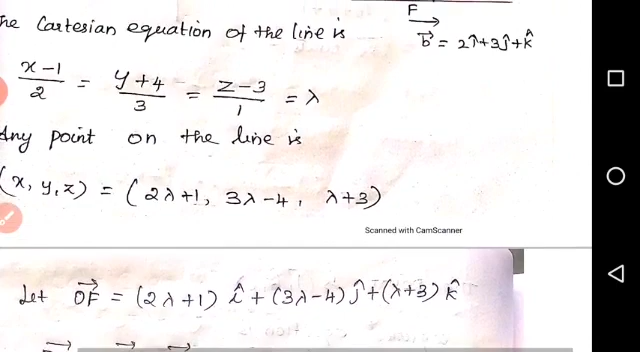 F
he Cartesian equation of the line is
b⃗ = 2î+3ĵ+k̂
x-1/2 = y+4/3 = z-3/1 = λ
Any point on the line is
(x, y, z) = (2λ+1, 3λ-4, λ+3)
Scanned with CamScanner
Let OF⃗ = (2λ+1) î + (3λ-4) ĵ + (λ+3) k̂